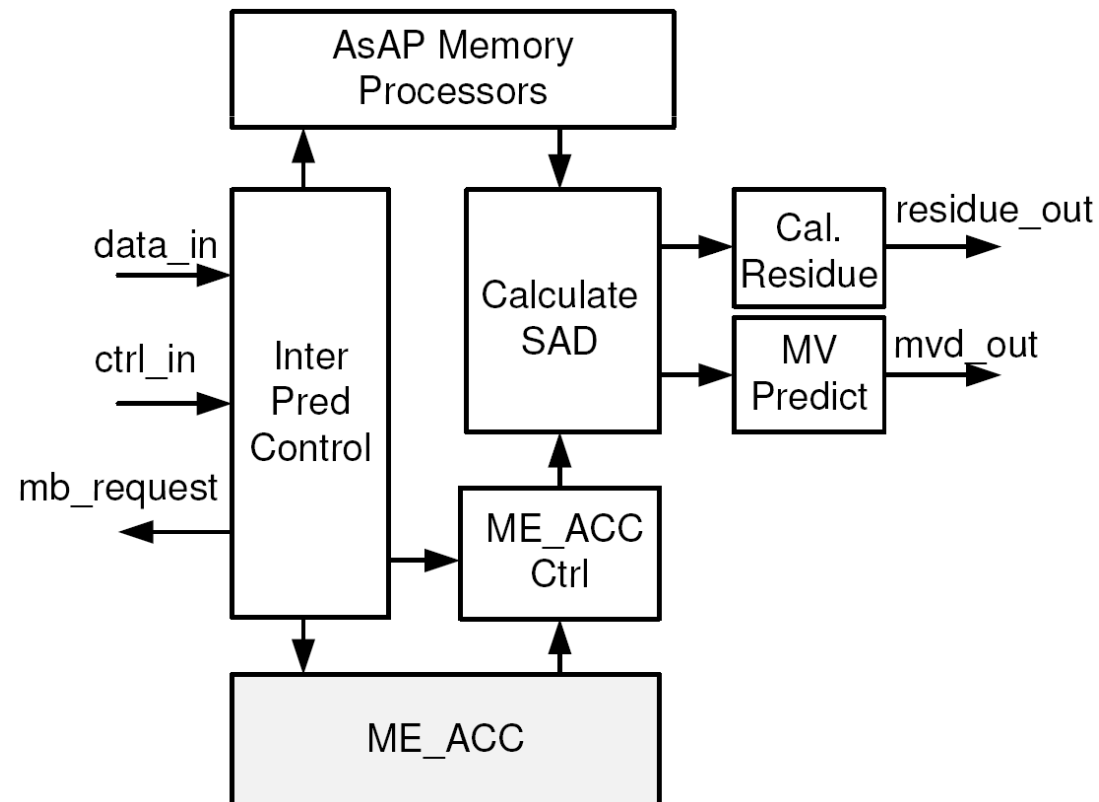 AsAP Memory
Processors
data_in
ctrl_in
mb_request
Inter
Pred
Control
Calculate
SAD
Cal.
Residue
residue_out
MV
Predict
mvd_out
ME_ACC
Ctrl
ME_ACC